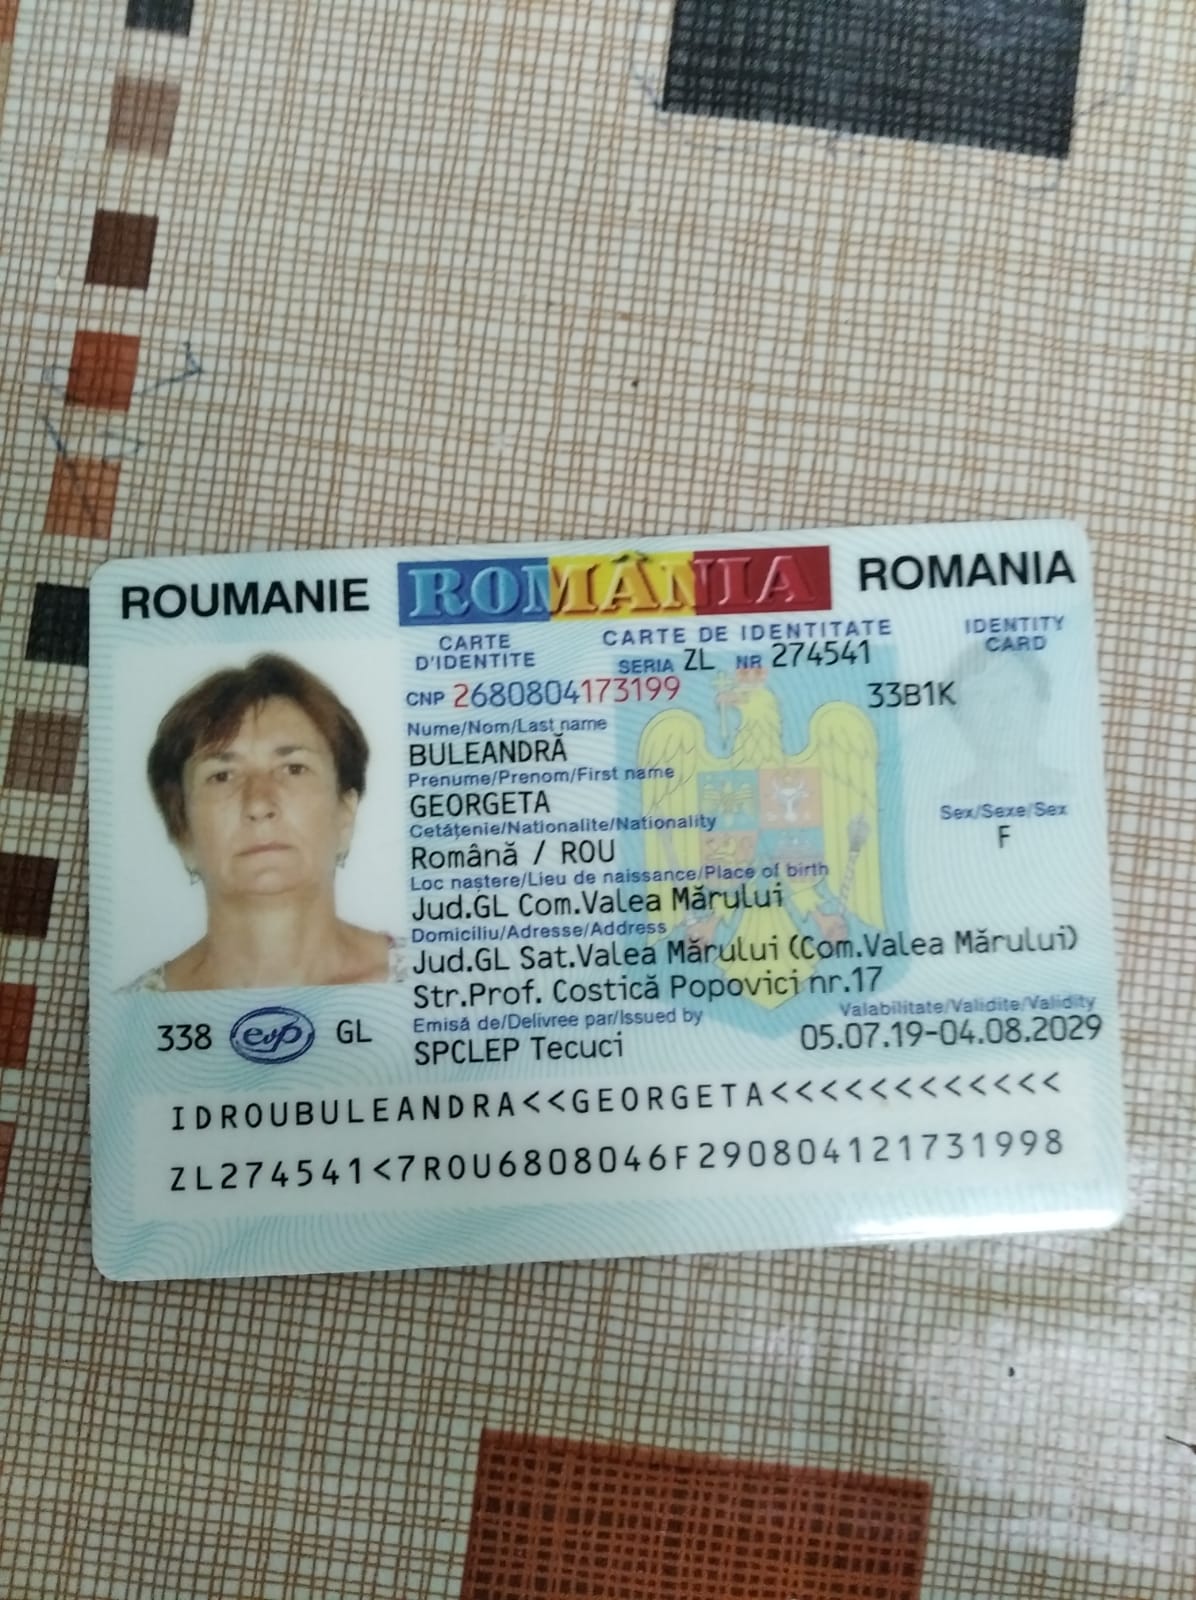 ROUMANIE ROMÂNIA ROMANIA
CARTE D'IDENTITE
CARTE DE IDENTITATE
IDENTITY CARD
SERIA ZL NR 274541
CNP 2680804173199
33B1K
Nume/Nom/Last name
BULEANDRĂ
Prenume/Prenom/First name
GEORGETA
Cetăţenie/Nationalite/Nationality
Română / ROU
Sex/Sexe/Sex
F
Loc naştere/Lieu de naissance/Place of birth
Jud.GL Com.Valea Mărului
Domiciliu/Adresse/Address
Jud.GL Sat.Valea Mărului (Com.Valea Mărului)
Str.Prof. Costică Popovici nr.17
Emisă de/Delivree par/Issued by
SPCLEP Tecuci
Valabilitate/Validite/Validity
05.07.19-04.08.2029
338 evp GL
IDROUBULEANDRA<<GEORGETA<<<<<<<<<<<<
ZL274541<7ROU6808046F290804121731998